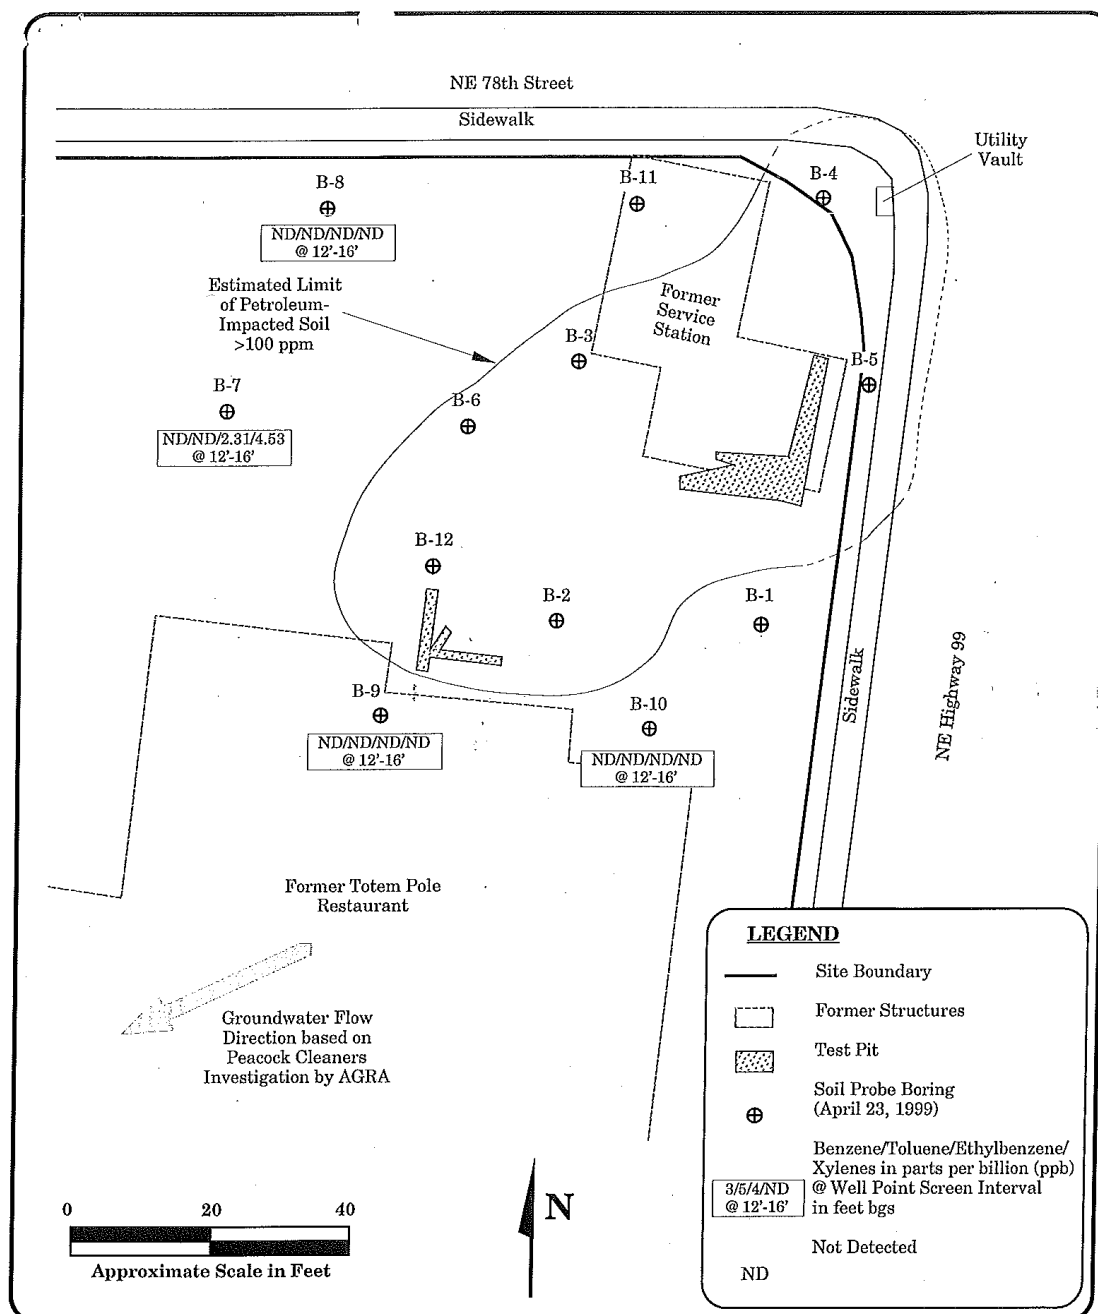 NE 78th Street
Sidewalk
Utility
Vault
B-4
B-11
B-8
ND/ND/ND/ND
@ 12'-16'
Estimated Limit
of Petroleum-
Impacted Soil
>100 ppm
Former
Service
Station
B-3
B-5
B-7
ND/ND/2.31/4.53
@ 12'-16'
B-6
B-12
B-2
B-1
B-9
ND/ND/ND/ND
@ 12'-16'
B-10
ND/ND/ND/ND
@ 12'-16'
Sidewalk
NE Highway 99
Former Totem Pole
Restaurant
Groundwater Flow
Direction based on
Peacock Cleaners
Investigation by AGRA
N
0 20 40
Approximate Scale in Feet
LEGEND
Site Boundary
Former Structures
Test Pit
Soil Probe Boring
(April 23, 1999)
Benzene/Toluene/Ethylbenzene/
Xylenes in parts per billion (ppb)
3/5/4/ND @ Well Point Screen Interval
@ 12'-16' in feet bgs
Not Detected
ND